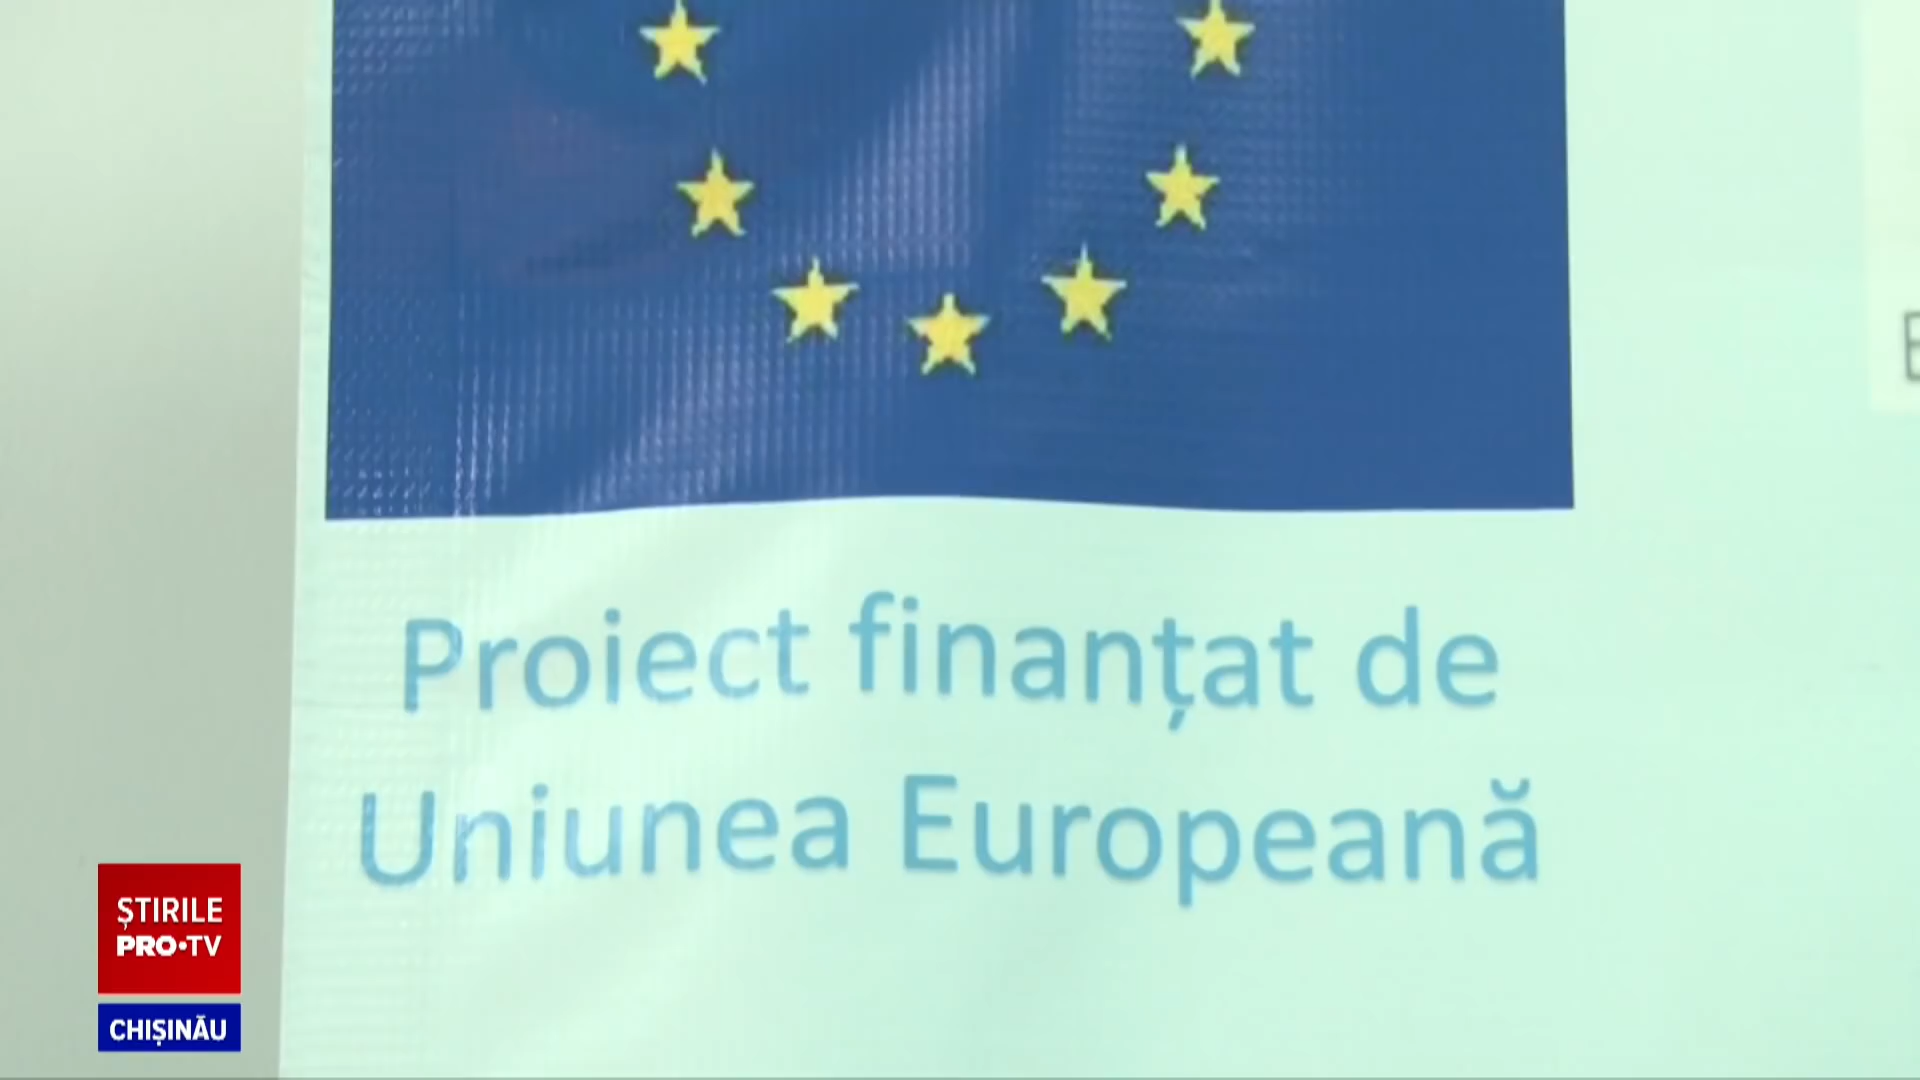 Proiect finanțat de
Uniunea Europeană
ȘTIRILE
PRO•TV
CHIȘINĂU